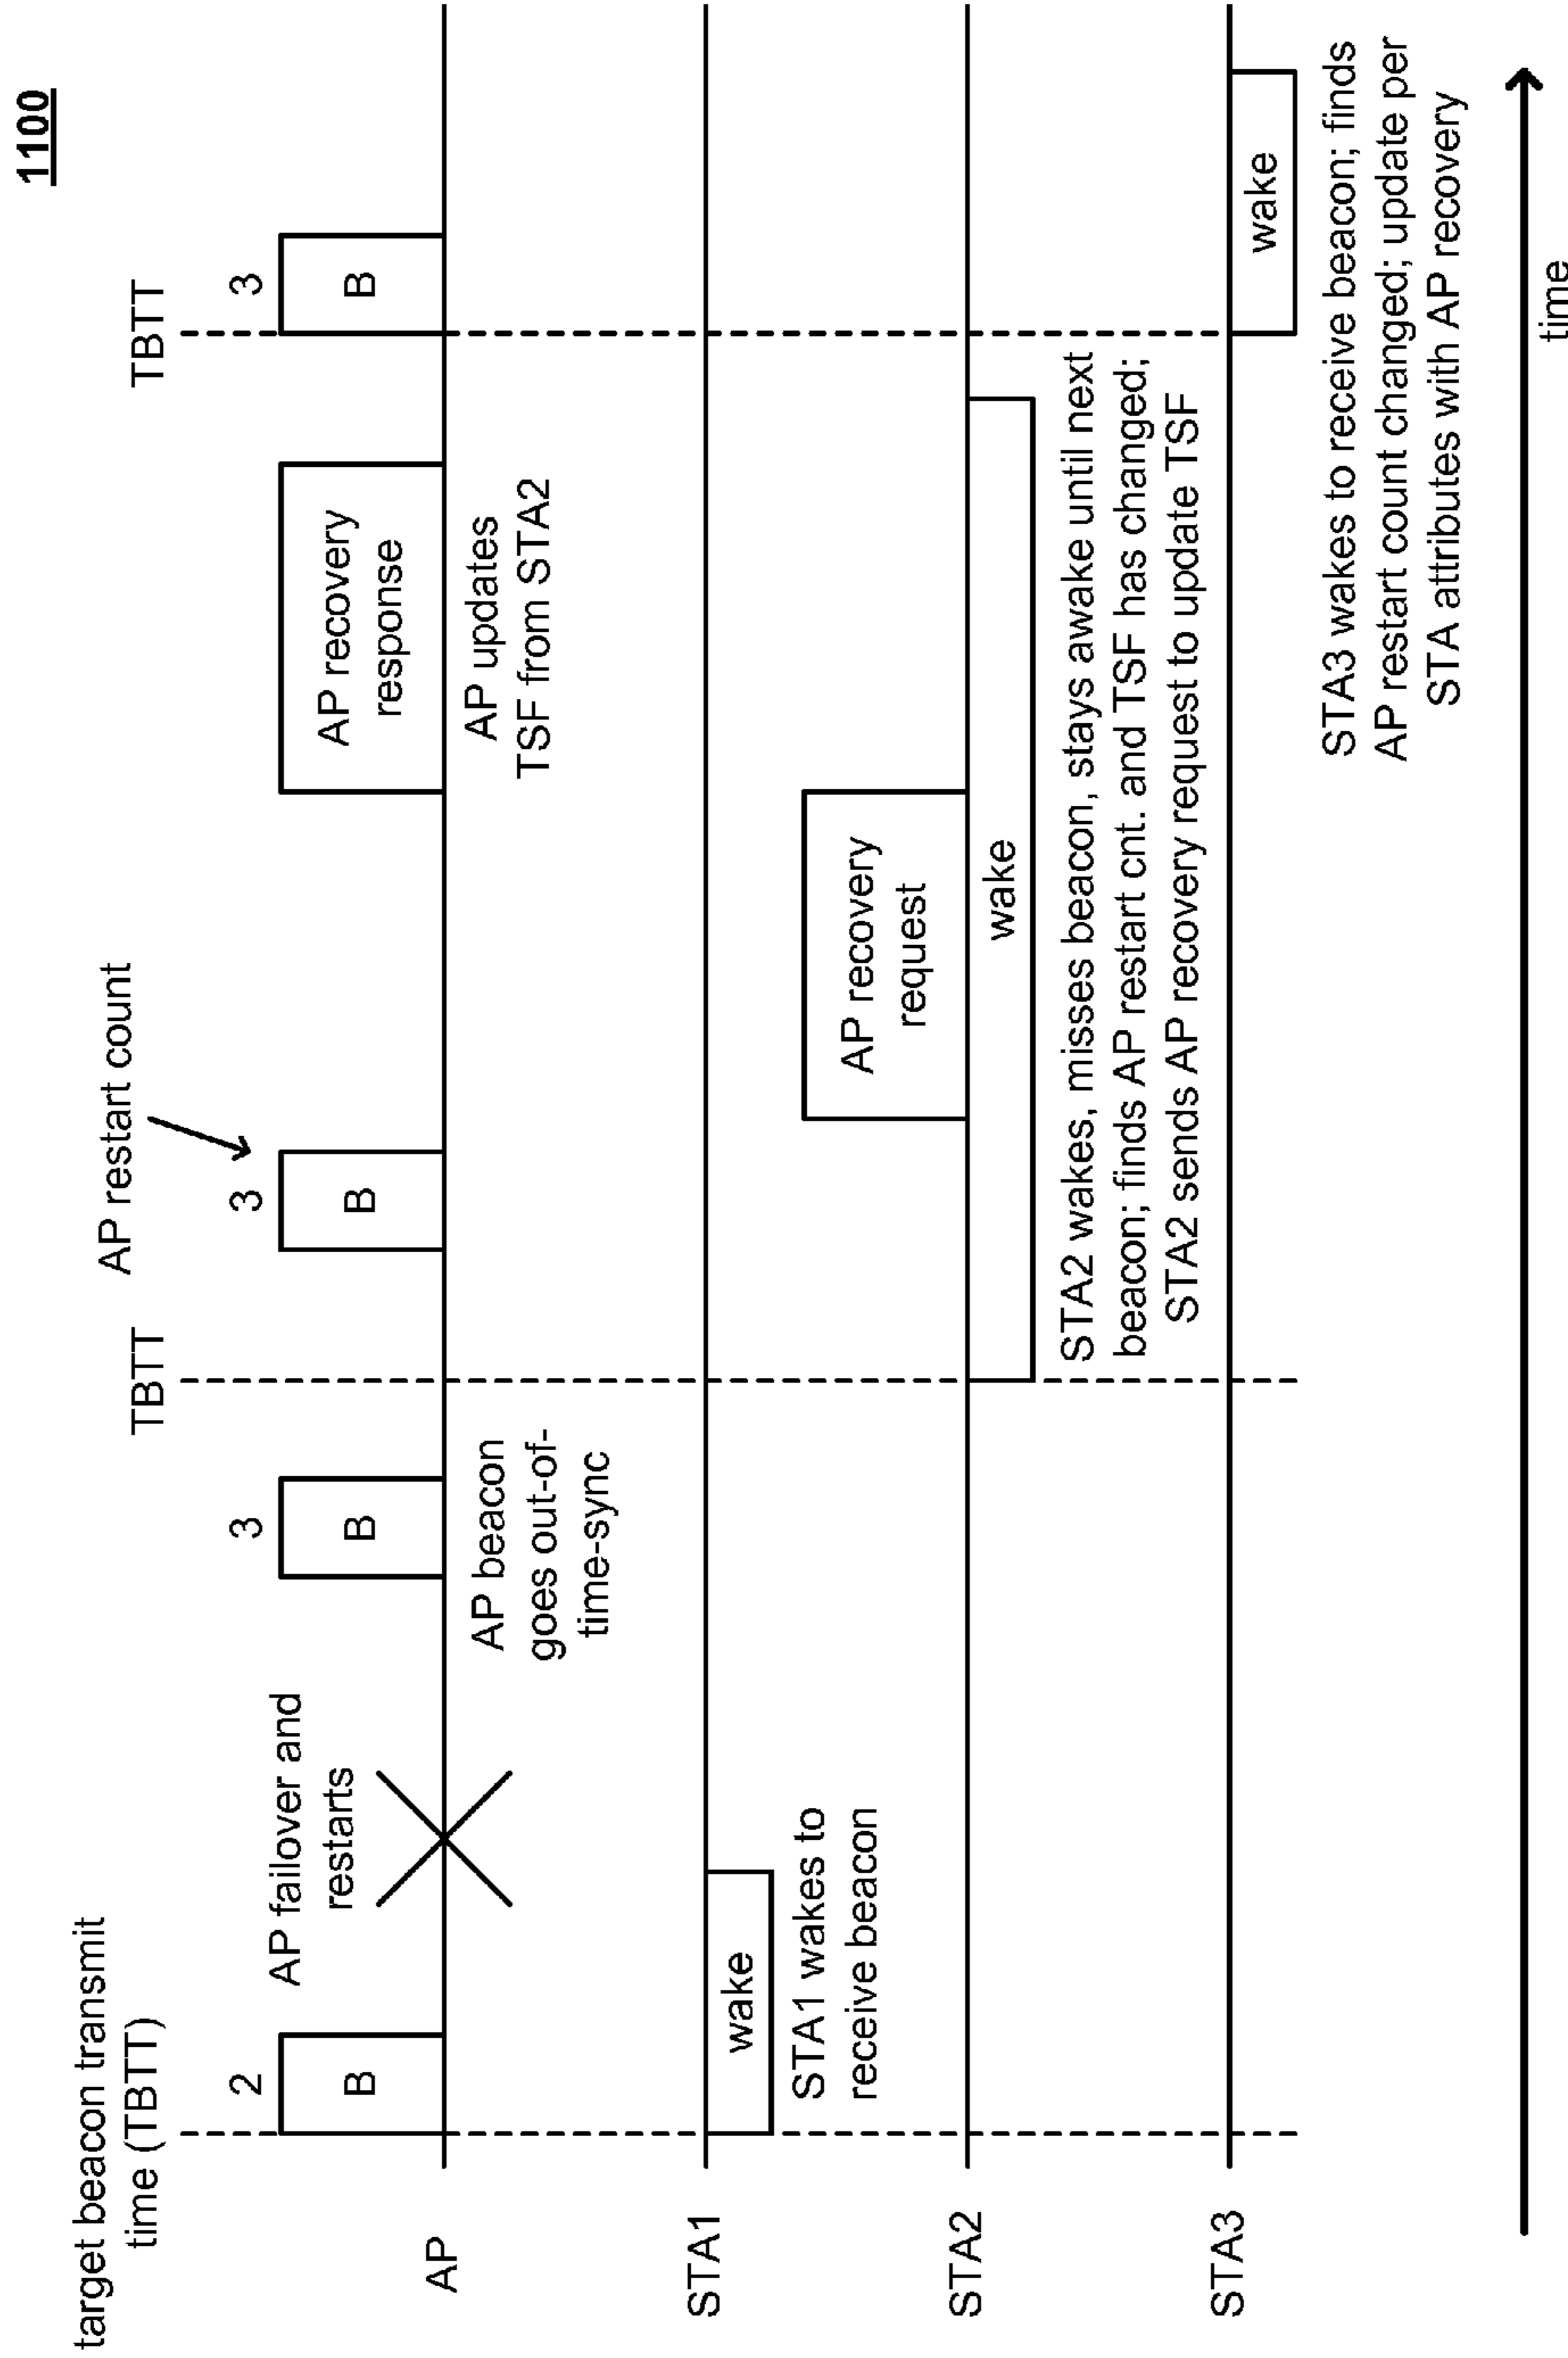 1100
target beacon transmit
time (TBTT)
TBTT
TBTT
AP restart count
2
3
3
3
AP failover and
restarts
B
B
B
AP recovery
response
B
AP
AP beacon
goes out-of-
time-sync
AP updates
TSF from STA2
STA1
wake
STA1 wakes to
receive beacon
AP recovery
request
STA2
wake
STA2 wakes, misses beacon, stays awake until next
beacon; finds AP restart cnt. and TSF has changed;
STA2 sends AP recovery request to update TSF
STA3
wake
STA3 wakes to receive beacon; finds
AP restart count changed; update per
STA attributes with AP recovery
time